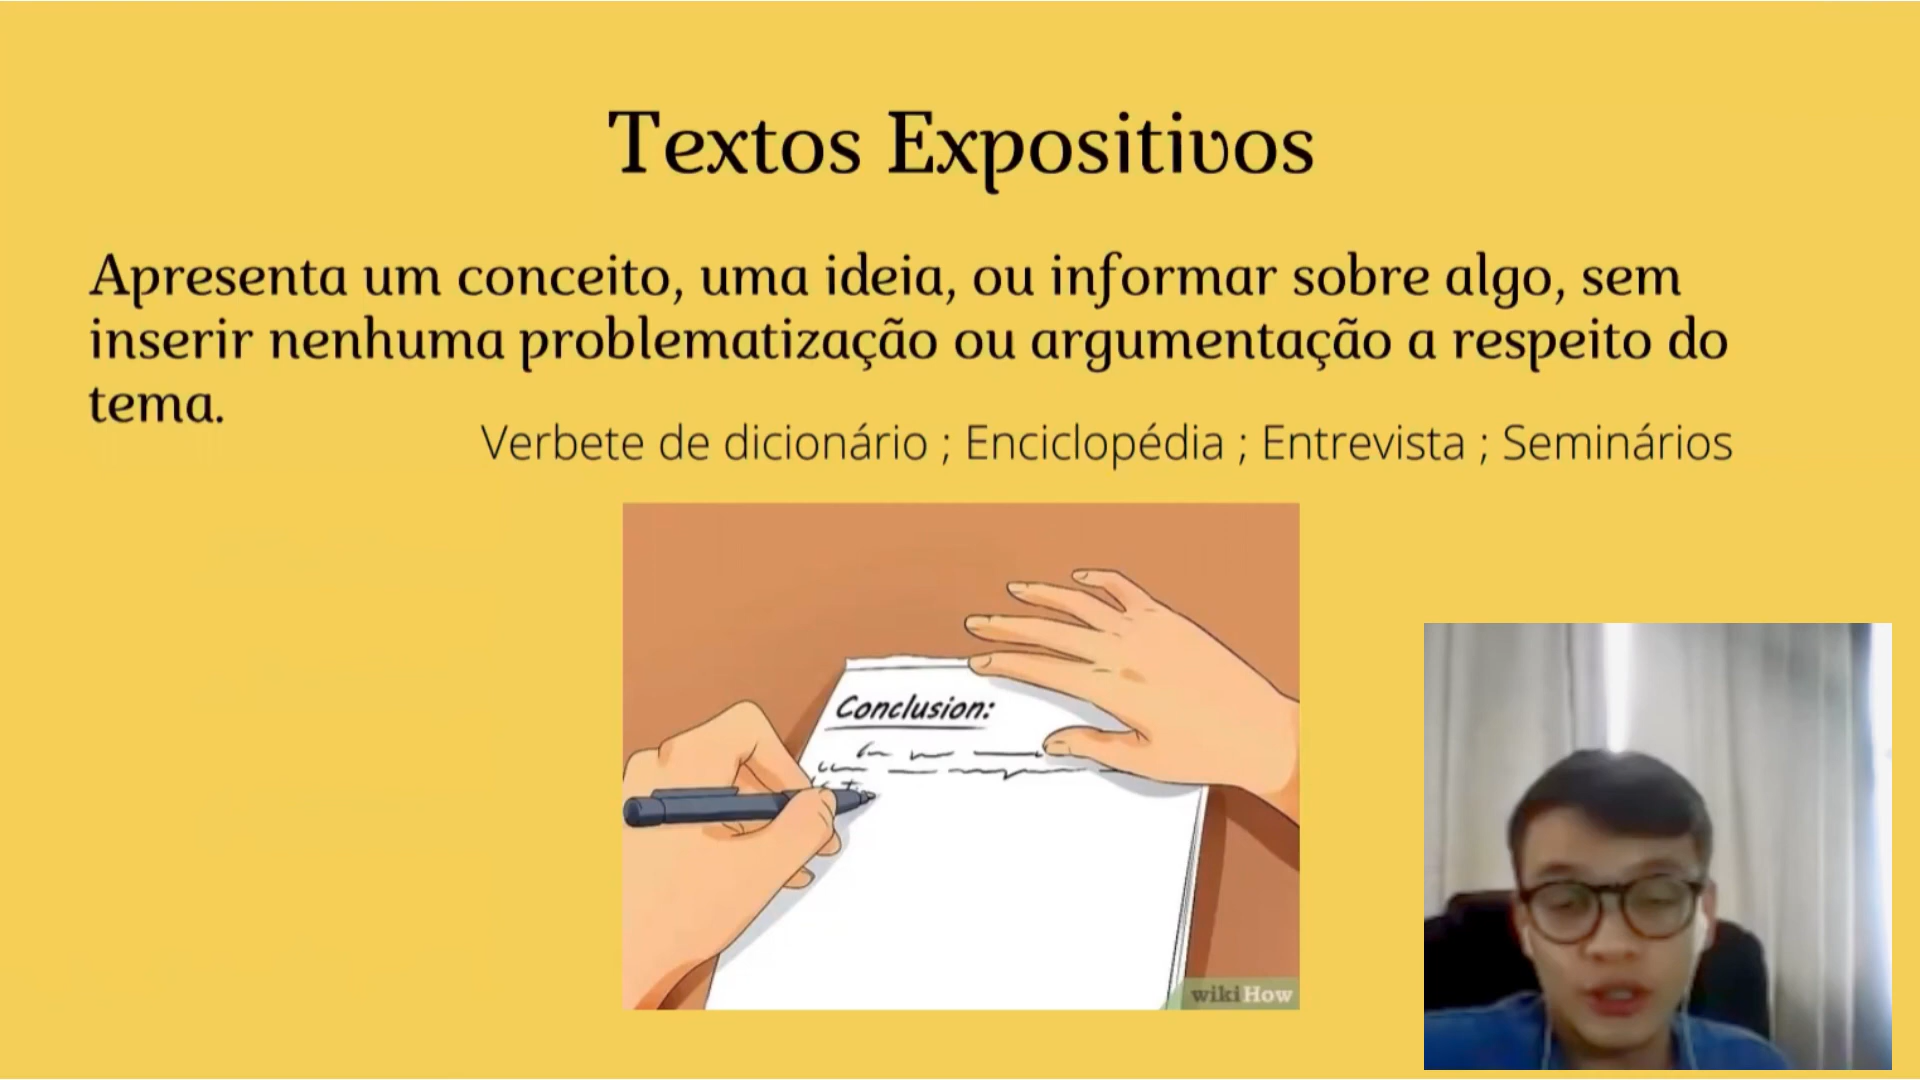 Textos Expositivos
Apresenta um conceito, uma ideia, ou informar sobre algo, sem
inserir nenhuma problematização ou argumentação a respeito do
tema.
Verbete de dicionário ; Enciclopédia ; Entrevista ; Seminários
Conclusion:
wikiHow